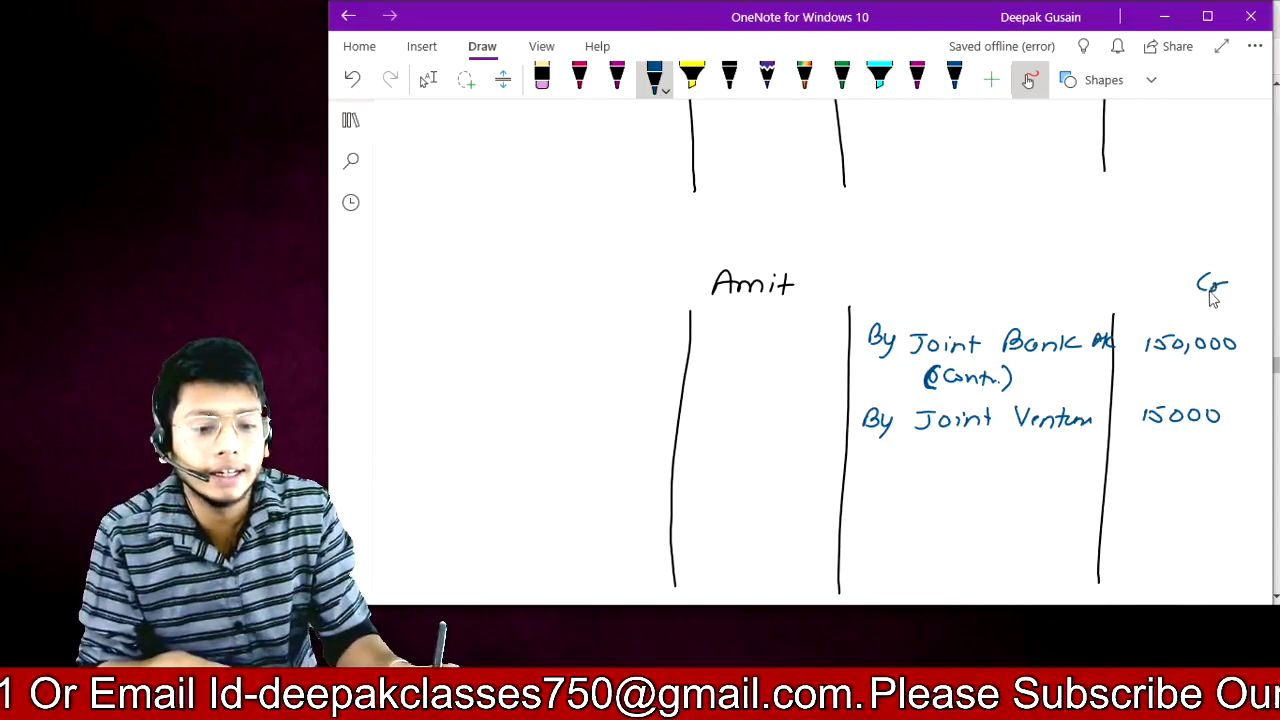 OneNote for Windows 10
Deepak Gusain
Home Insert Draw View Help
Saved offline (error)
Share
Shapes
Amit
Cr
By Joint Bank A/c 150,000
(Contr.)
By Joint Venture 15000
1 Or Email Id-deepakclasses750@gmail.com. Please Subscribe Our